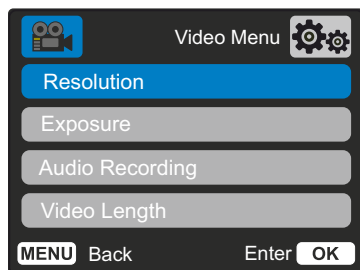 Video Menu
Resolution
Exposure
Audio Recording
Video Length
MENU Back Enter OK